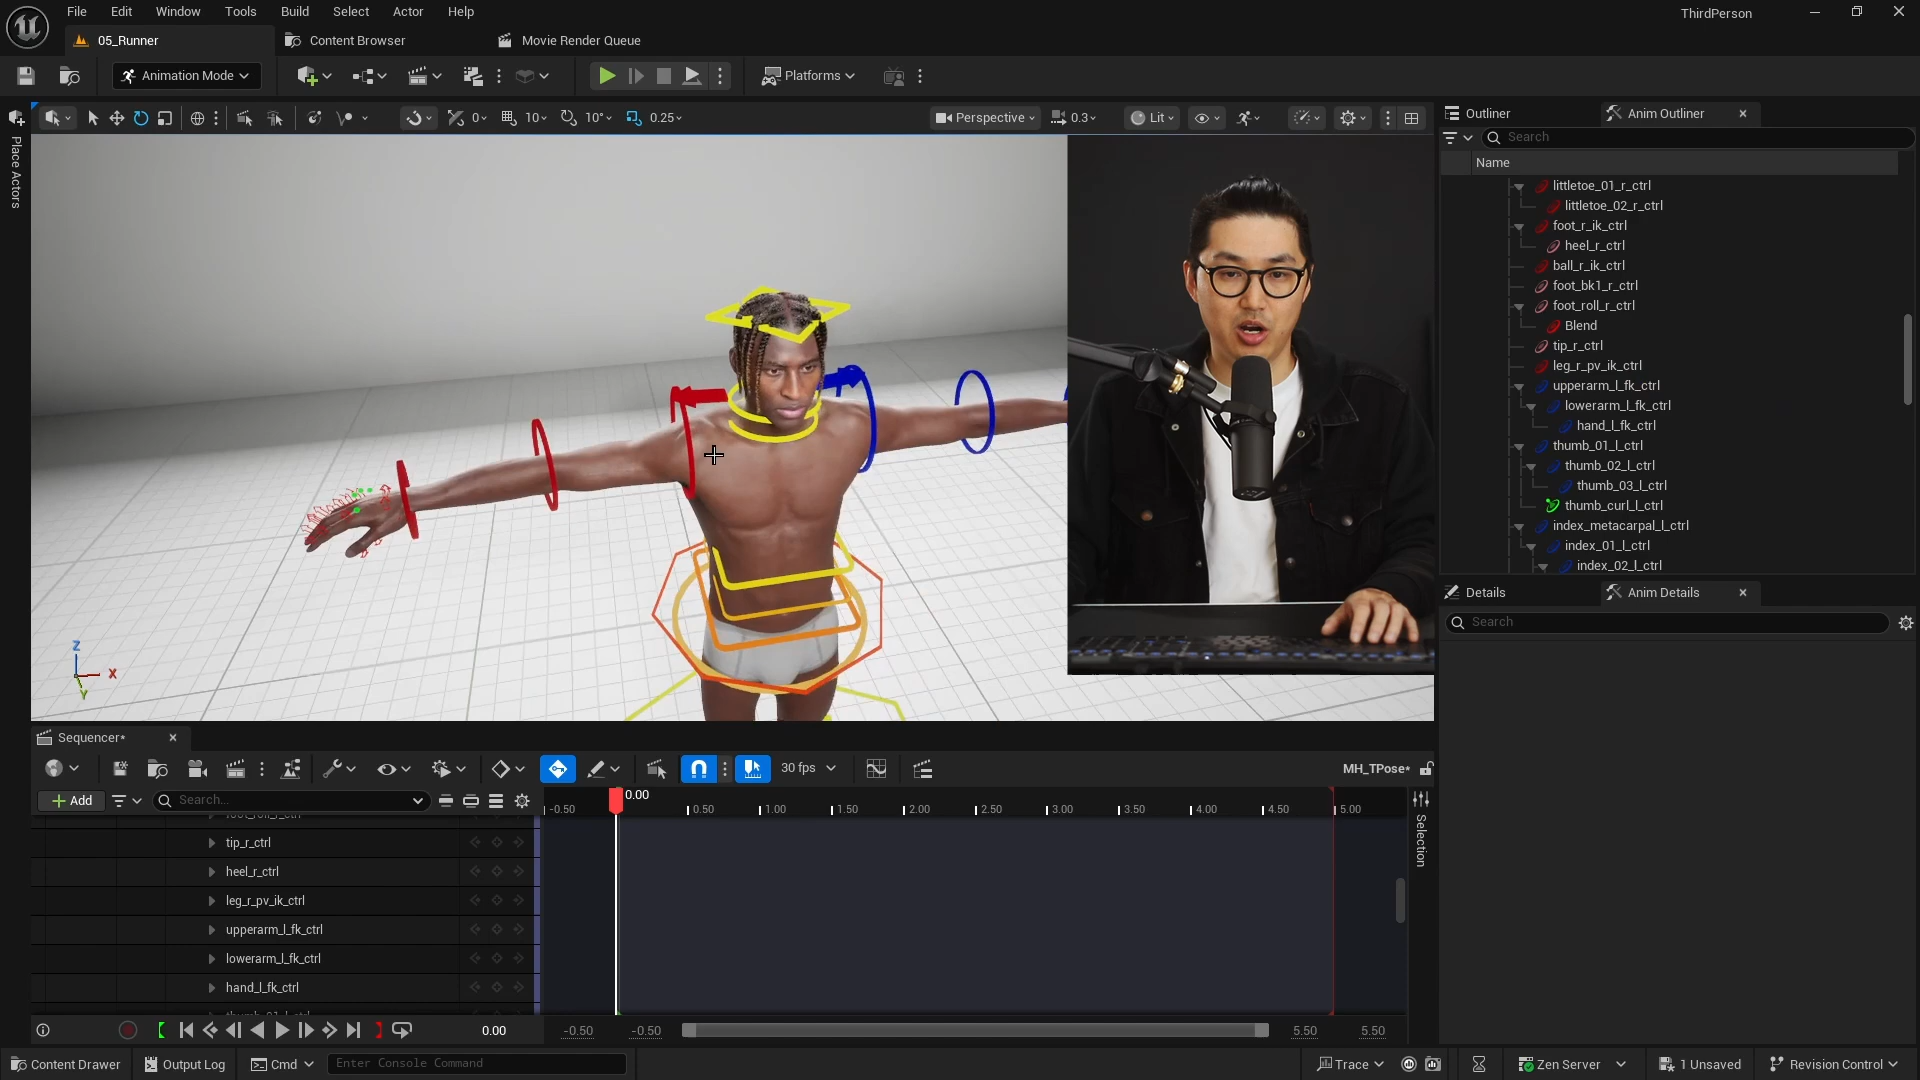 File Edit Window Tools Build Select Actor Help
ThirdPerson
05_Runner
Content Browser
Movie Render Queue
Animation Mode
Platforms
0
10
10°
0.25
Perspective
0.3
Lit
Place Actors
Outliner
Anim Outliner
Search
Name
littletoe_01_r_ctrl
littletoe_02_r_ctrl
foot_r_ik_ctrl
heel_r_ctrl
ball_r_ik_ctrl
foot_bk1_r_ctrl
foot_roll_r_ctrl
Blend
tip_r_ctrl
leg_r_pv_ik_ctrl
upperarm_l_fk_ctrl
lowerarm_l_fk_ctrl
hand_l_fk_ctrl
thumb_01_l_ctrl
thumb_02_l_ctrl
thumb_03_l_ctrl
thumb_curl_l_ctrl
index_metacarpal_l_ctrl
index_01_l_ctrl
index_02_l_ctrl
Details
Anim Details
Search
Z
X
Y
Sequencer*
30 fps
MH_TPose*
Add
Search...
0.00
-0.50 0.50 1.00 1.50 2.00 2.50 3.00 3.50 4.00 4.50 5.00
Selection
tip_r_ctrl
heel_r_ctrl
leg_r_pv_ik_ctrl
upperarm_l_fk_ctrl
lowerarm_l_fk_ctrl
hand_l_fk_ctrl
0.00
-0.50 -0.50 5.50 5.50
Content Drawer
Output Log
Cmd
Enter Console Command
Trace
Zen Server
1 Unsaved
Revision Control